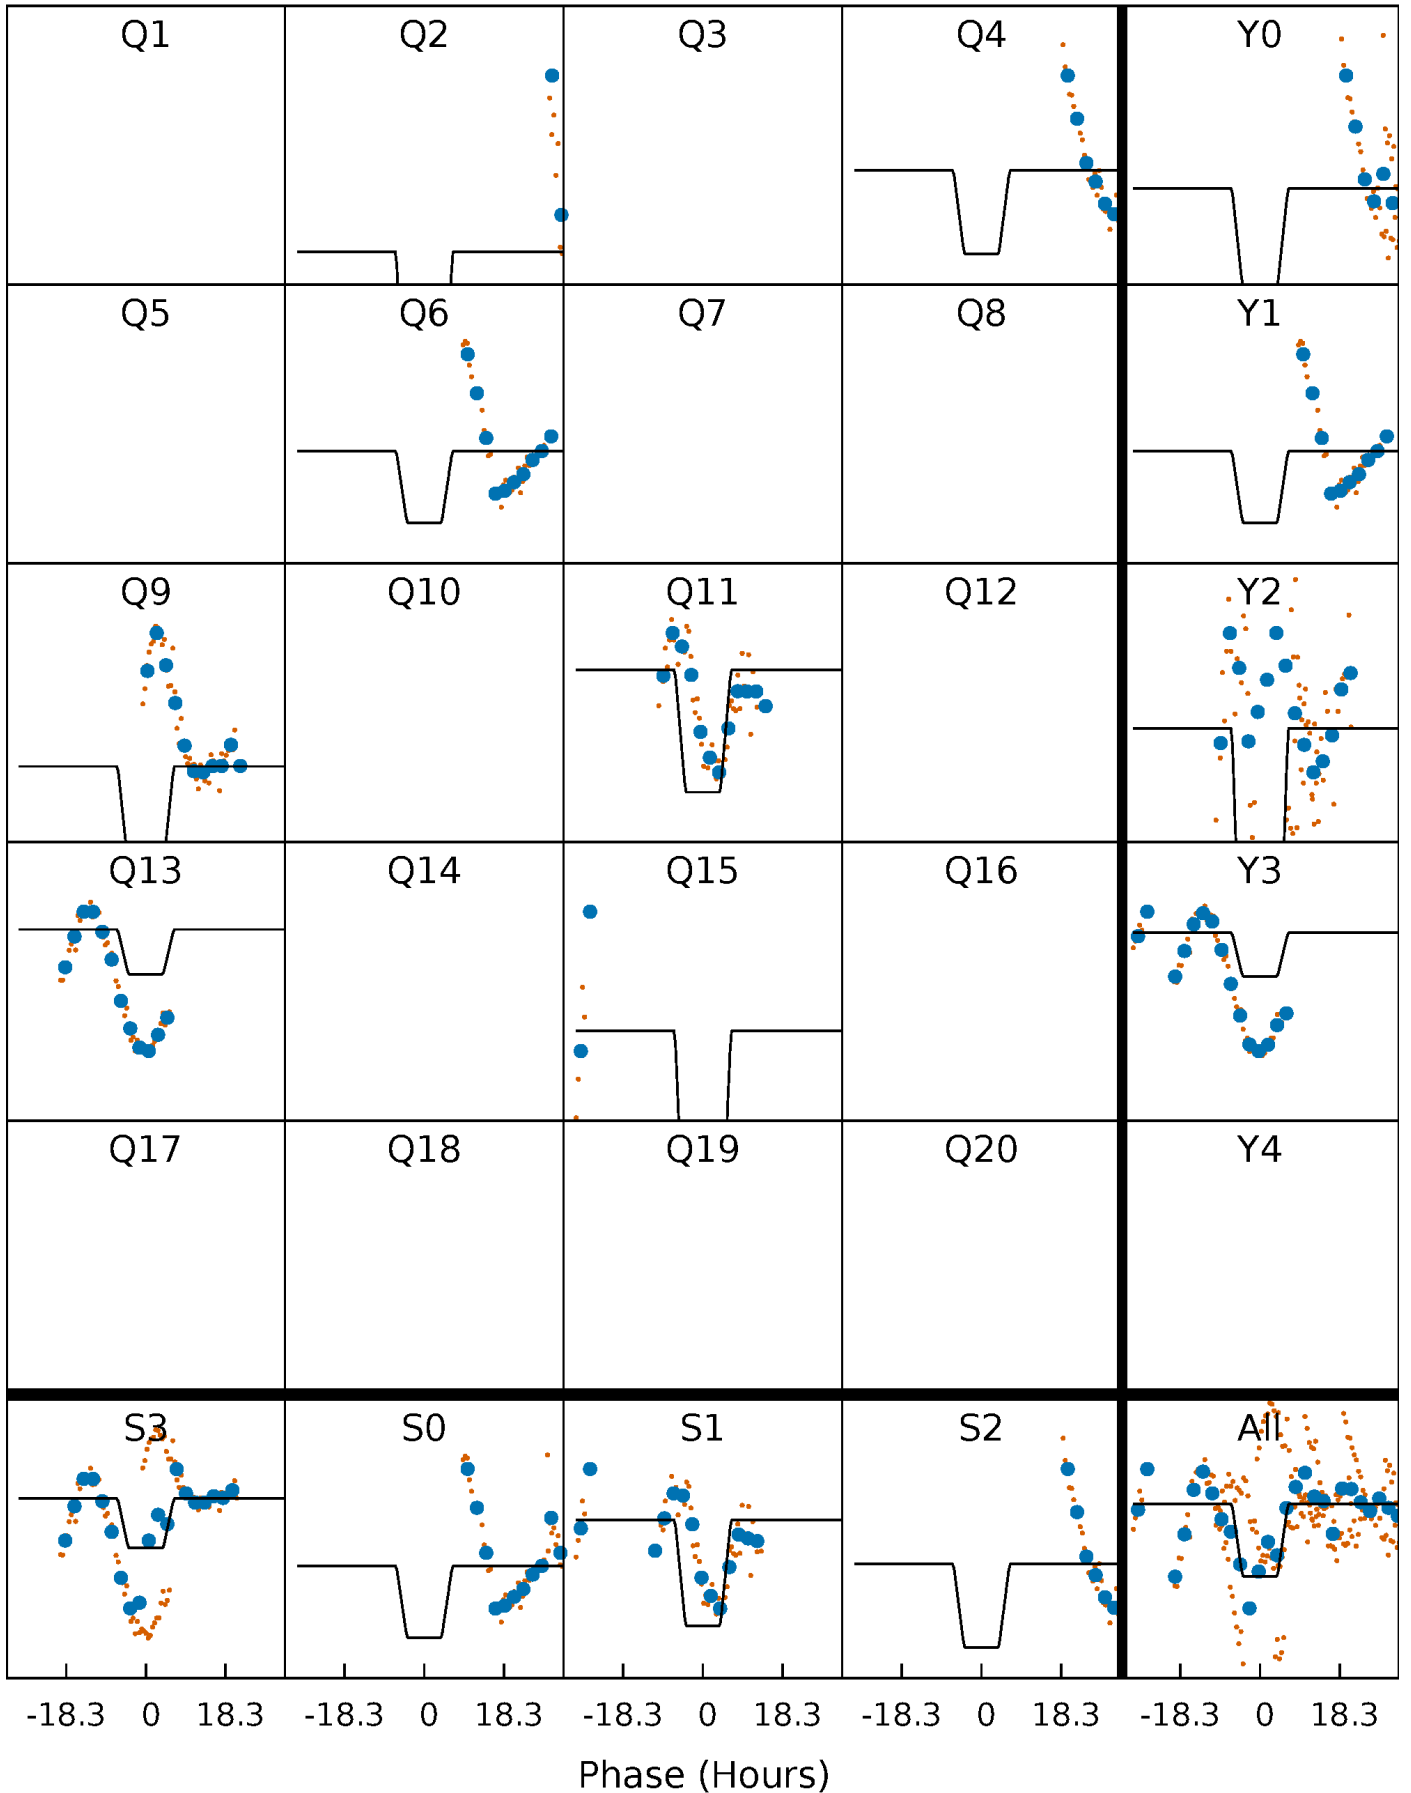 Q1 Q2 Q3 Q4 Y0
Q5 Q6 Q7 Q8 Y1
Q9 Q10 Q11 Q12 Y2
Q13 Q14 Q15 Q16 Y3
Q17 Q18 Q19 Q20 Y4
S3 S0 S1 S2 All
-18.3 0 18.3 -18.3 0 18.3 -18.3 0 18.3 -18.3 0 18.3 -18.3 0 18.3
Phase (Hours)